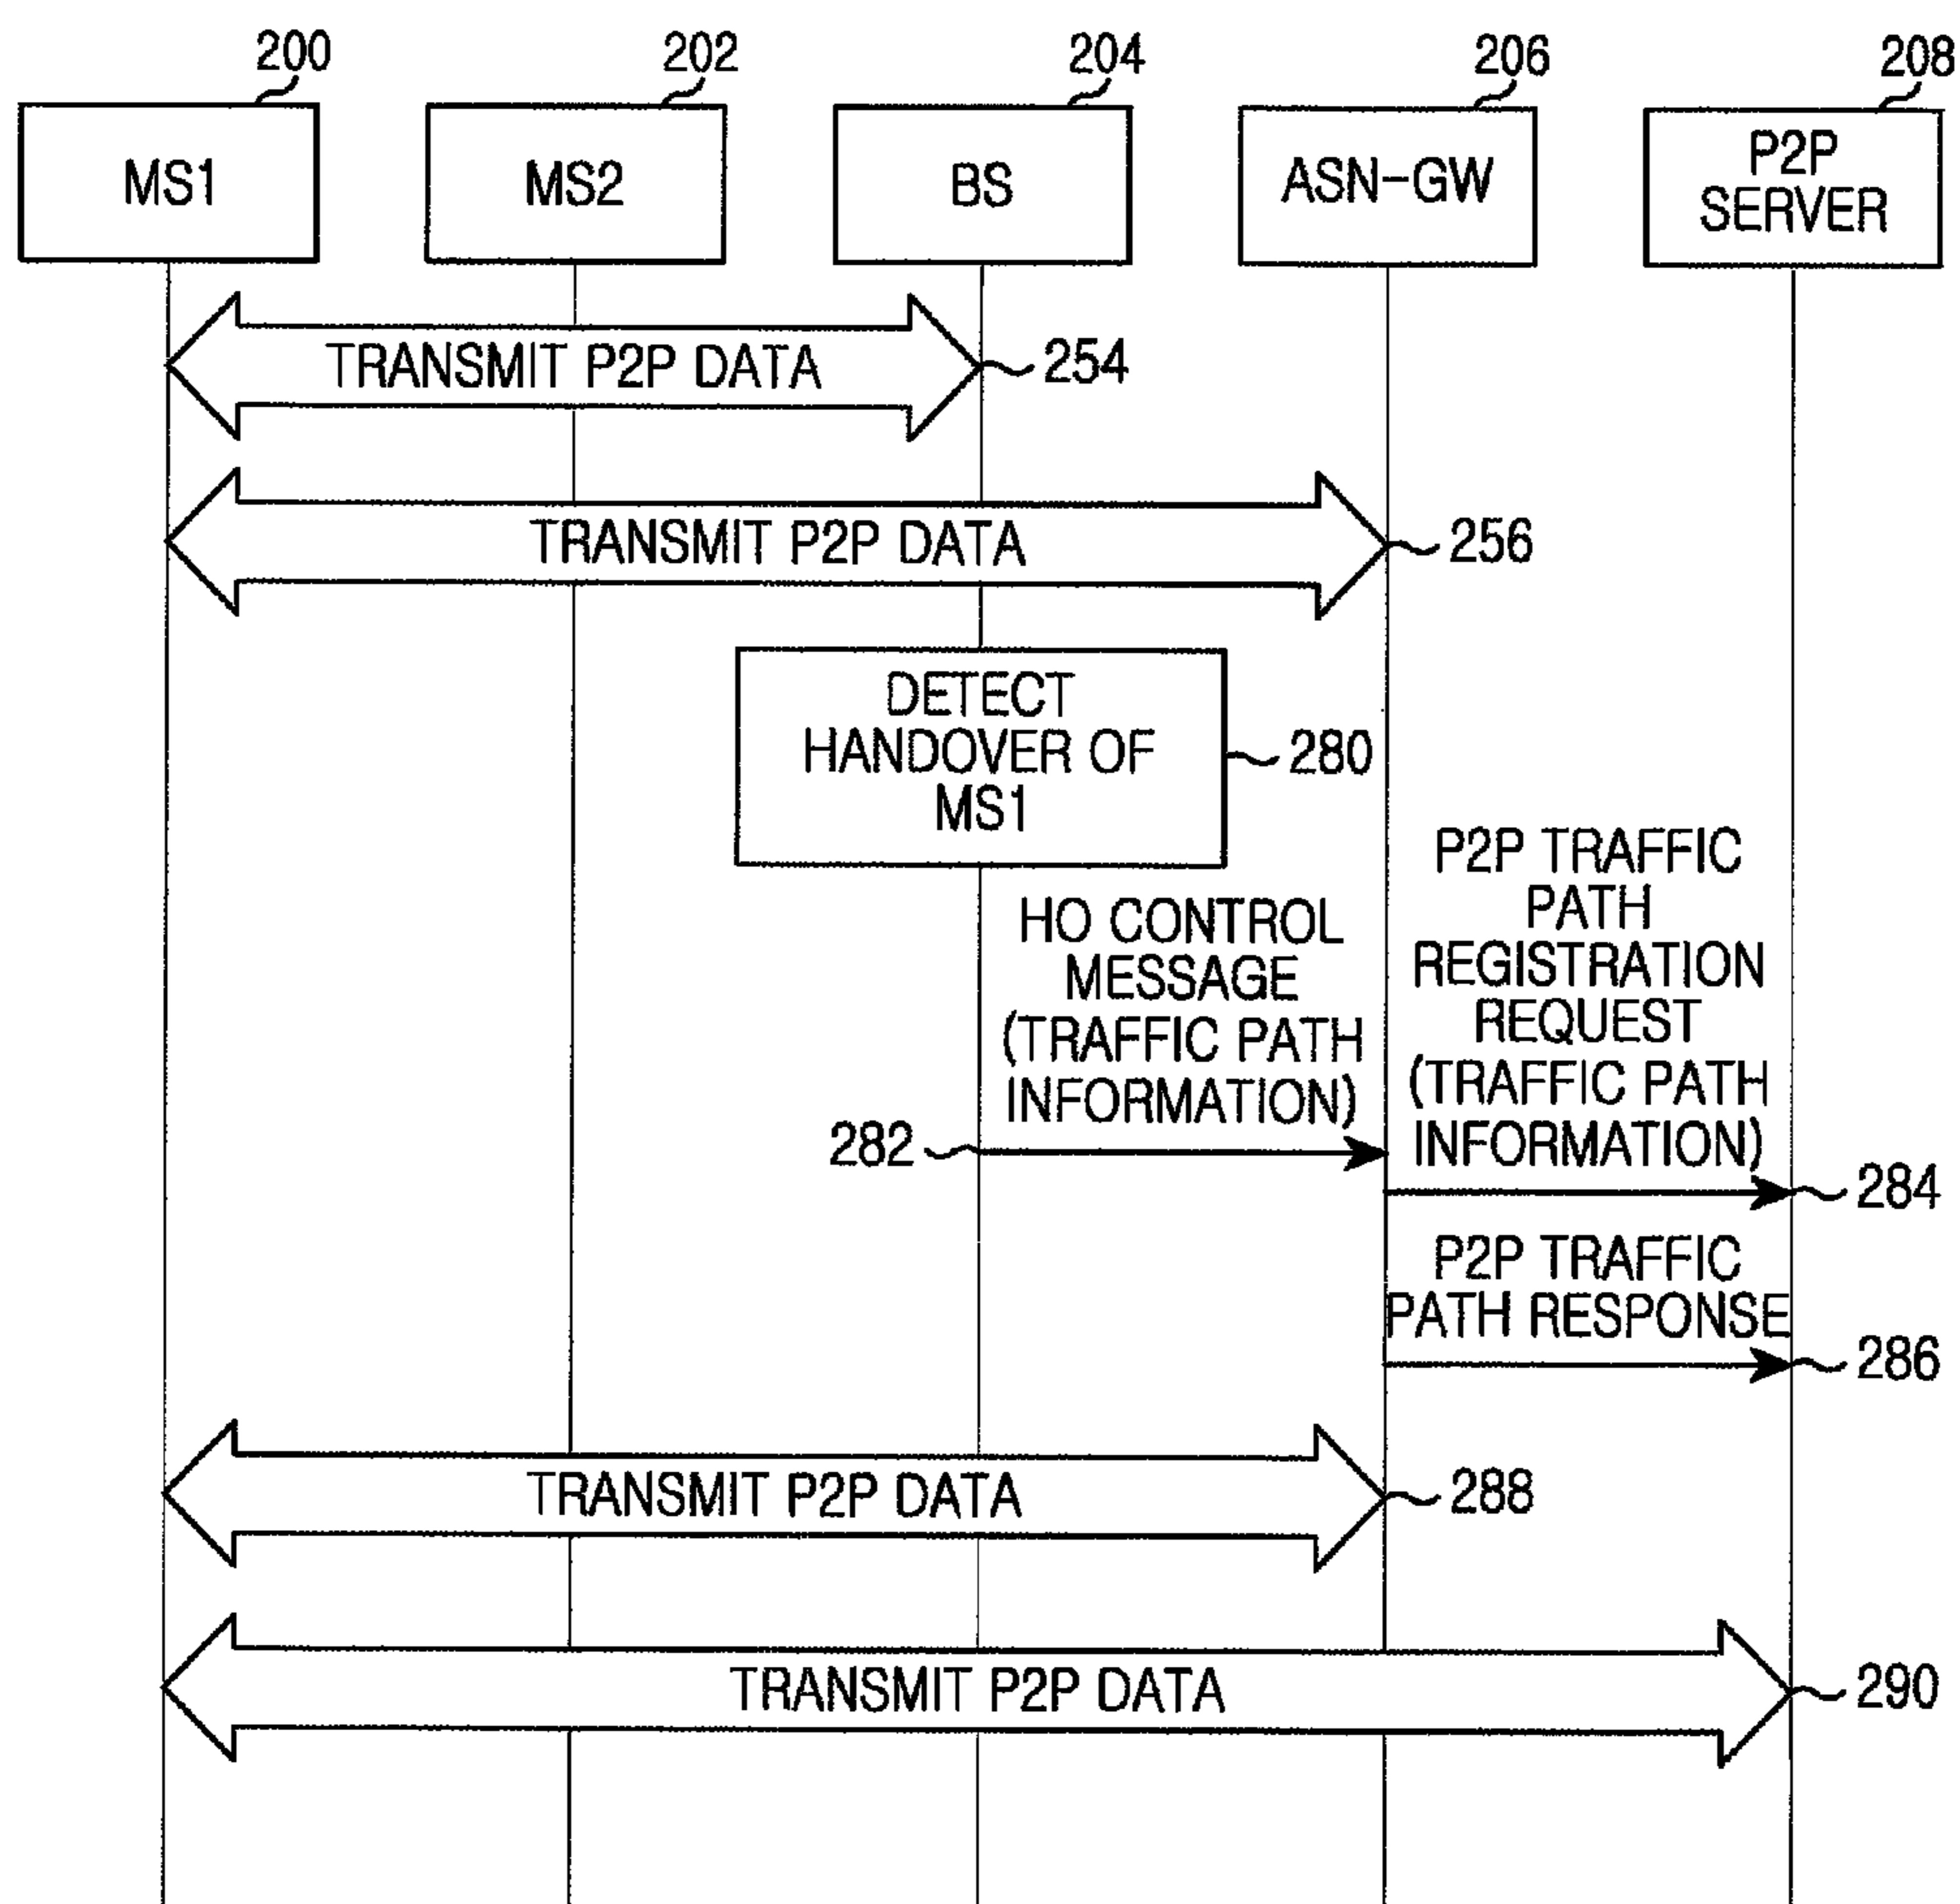 200
202
204
206
208
MS1
MS2
BS
ASN-GW
P2P
SERVER
TRANSMIT P2P DATA
254
TRANSMIT P2P DATA
256
DETECT
HANDOVER OF
MS1
280
HO CONTROL
MESSAGE
(TRAFFIC PATH
INFORMATION)
282
P2P TRAFFIC
PATH
REGISTRATION
REQUEST
(TRAFFIC PATH
INFORMATION)
284
P2P TRAFFIC
PATH RESPONSE
286
TRANSMIT P2P DATA
288
TRANSMIT P2P DATA
290